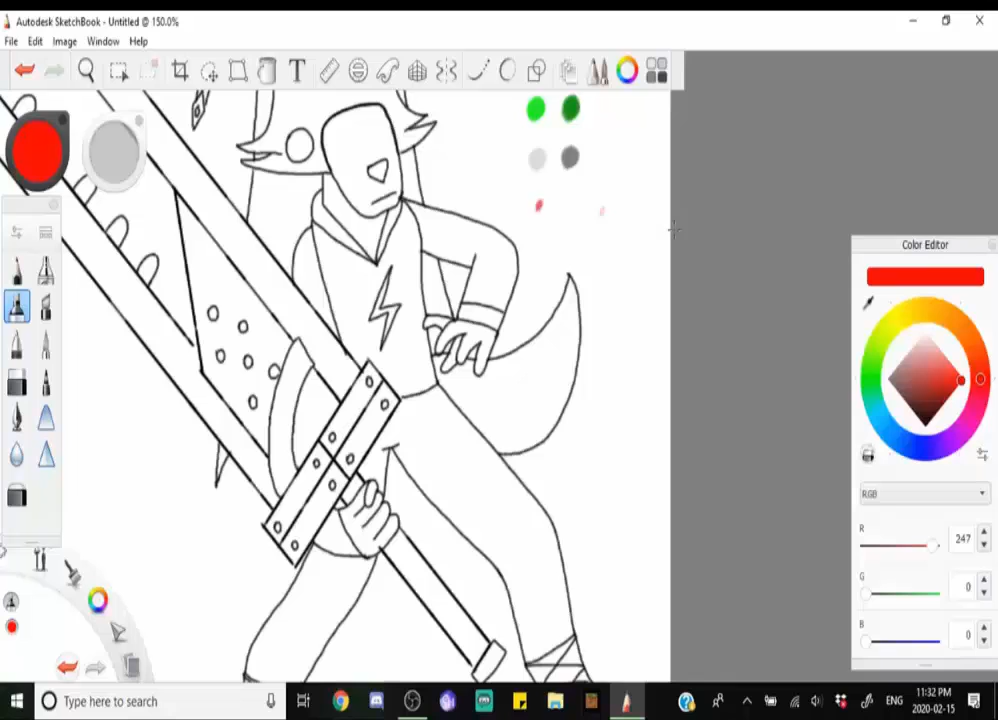 Autodesk SketchBook - Untitled @ 150.0%
File Edit Image Window Help
T
Color Editor
RGB
R 247
G 0
B 0
Type here to search
ENG
11:32 PM
2020-02-15